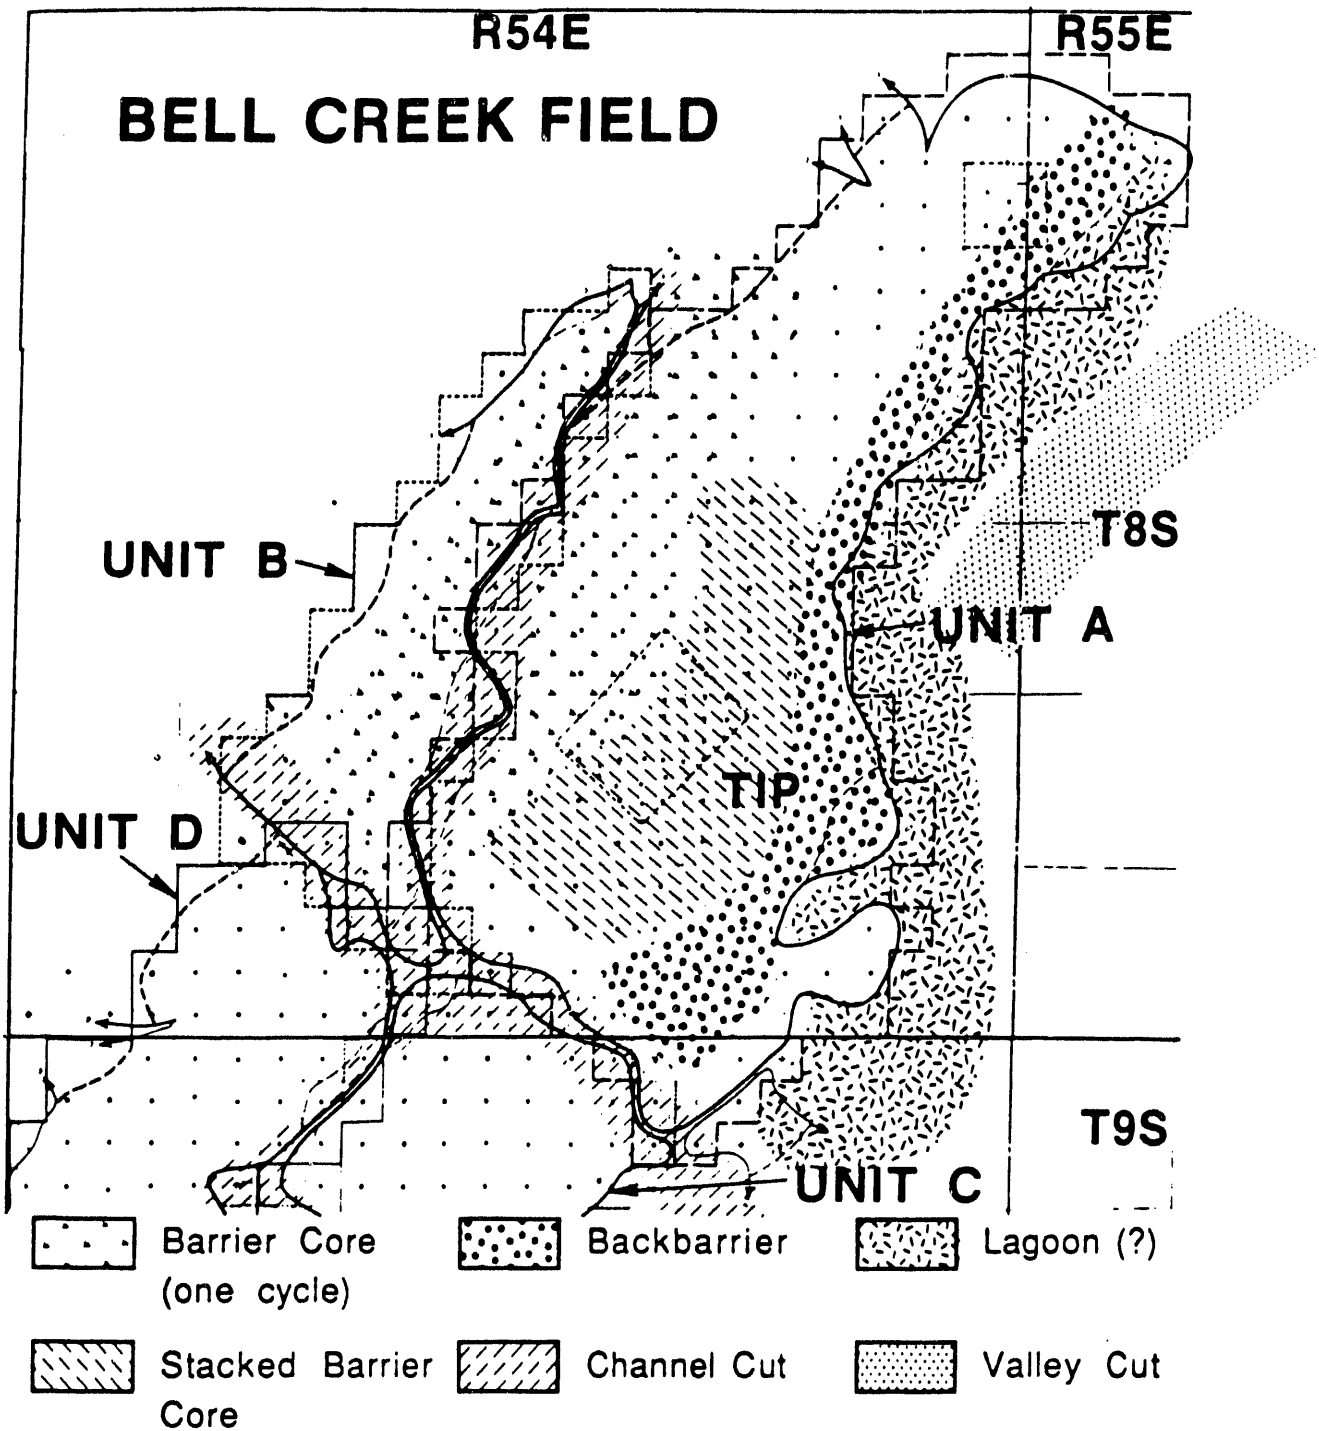 R54E
R55E
BELL CREEK FIELD
T8S
UNIT B
UNIT A
TIP
UNIT D
T9S
UNIT C
Barrier Core
(one cycle)
Backbarrier
Lagoon (?)
Stacked Barrier
Core
Channel Cut
Valley Cut